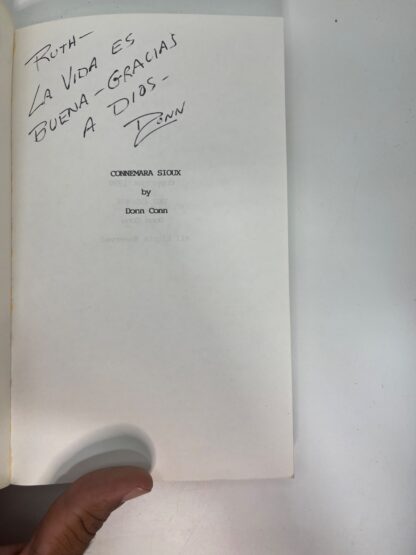 RUTH-
LA VIDA ES
BUENA-GRACIAS
A DIOS-
Donn
CONNEMARA SIOUX
by
Donn Conn